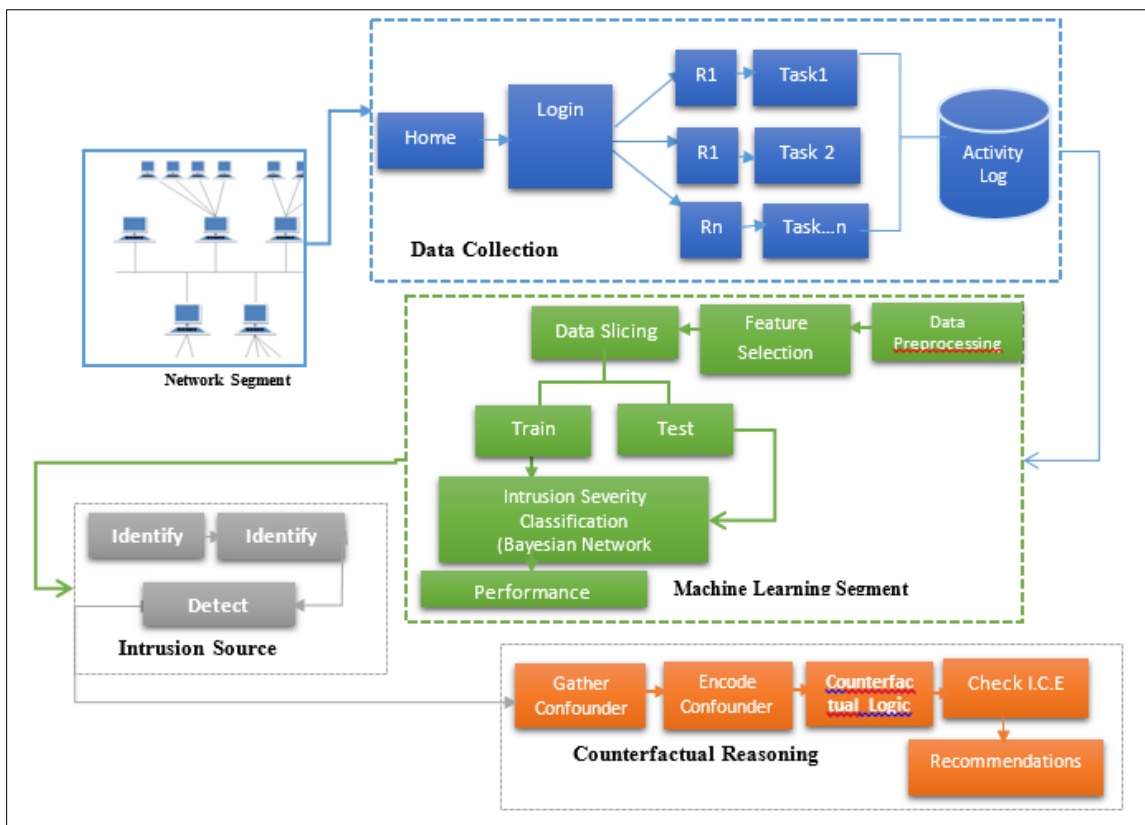 Home
Login
R1
Task1
R1
Task 2
Rn
Task...n
Activity
Log
Data Collection
Network Segment
Data Slicing
Feature
Selection
Data
Preprocessing
Train
Test
Intrusion Severity
Classification
(Bayesian Network
Performance
Machine Learning Segment
Identify
Identify
Detect
Intrusion Source
Gather
Confounder
Encode
Confounder
Counterfac
tual Logic
Check I.C.E
Recommendations
Counterfactual Reasoning